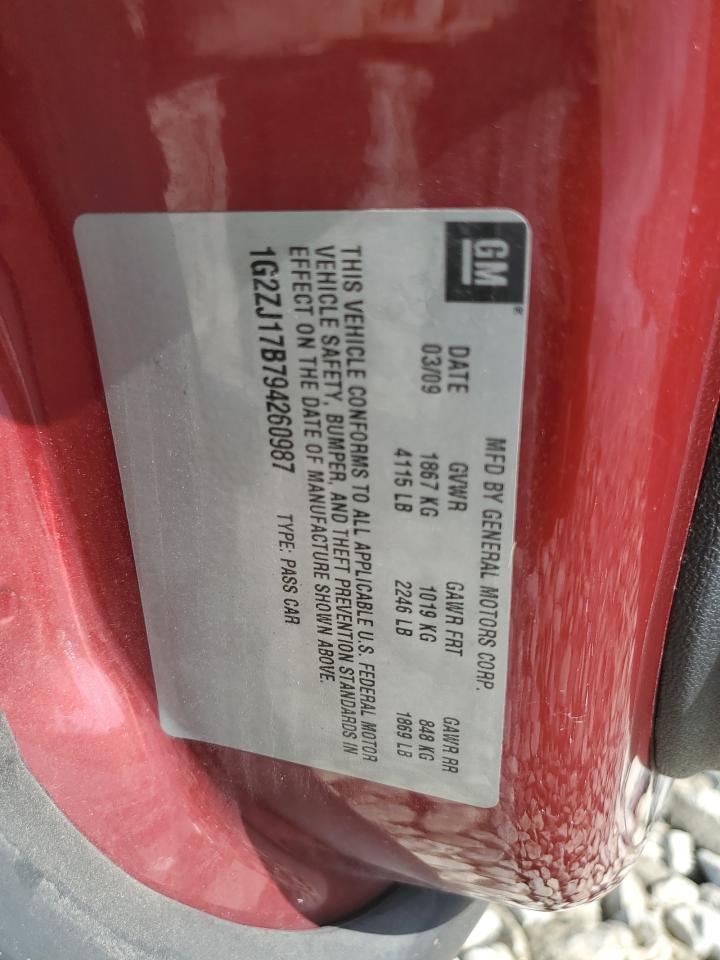 GM
®
MFD BY GENERAL MOTORS CORP.
DATE GVWR GAWR FRT GAWR RR
03/09 1867 KG 1019 KG 848 KG
4115 LB 2246 LB 1869 LB
THIS VEHICLE CONFORMS TO ALL APPLICABLE U.S. FEDERAL MOTOR
VEHICLE SAFETY, BUMPER, AND THEFT PREVENTION STANDARDS IN
EFFECT ON THE DATE OF MANUFACTURE SHOWN ABOVE.
1G2ZJ17B794260987 TYPE: PASS CAR